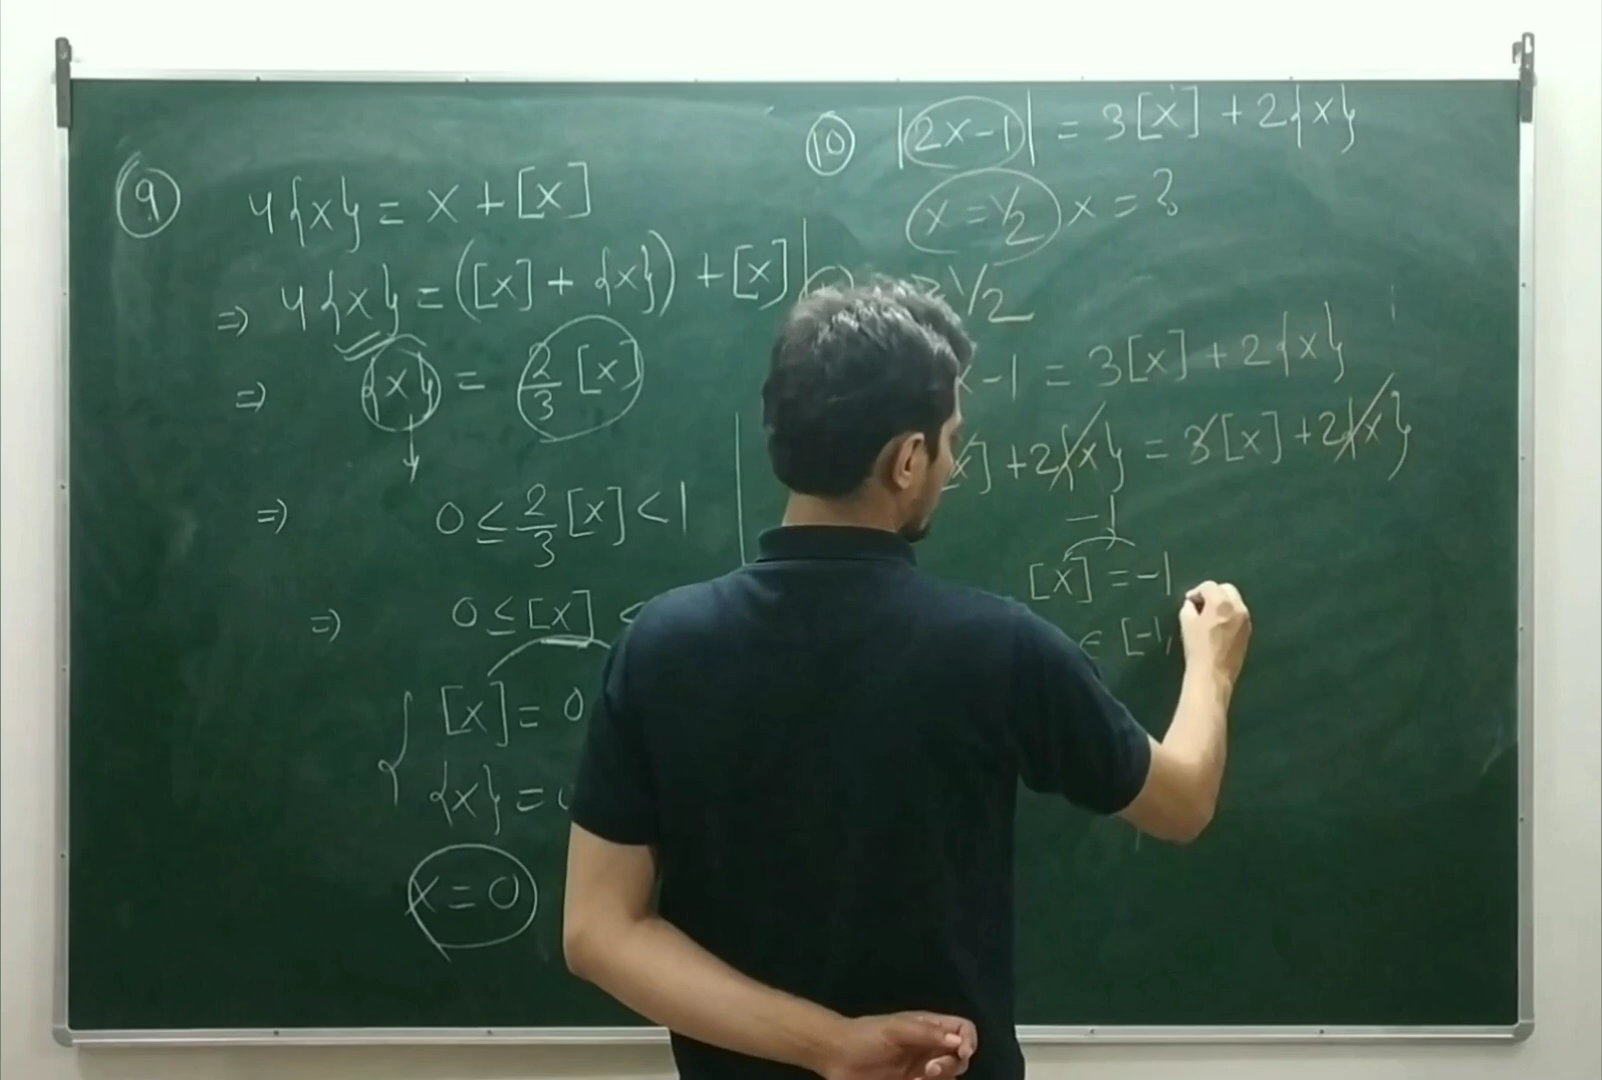 9 4{x} = x + [x]
⇒ 4{x} = ([x] + {x}) + [x]
⇒ {x} = 2/3 [x]
⇒ 0 ≤ 2/3 [x] < 1
⇒ 0 ≤ [x] <
[x] = 0
{x} =
x = 0
10 |2x-1| = 3[x] + 2{x}
x = 1/2 x = ?
1/2
-1 = 3[x] + 2{x}
x] + 2{x} = 3[x] + 2{x}
-1
[x] = -1
∈ [-1,